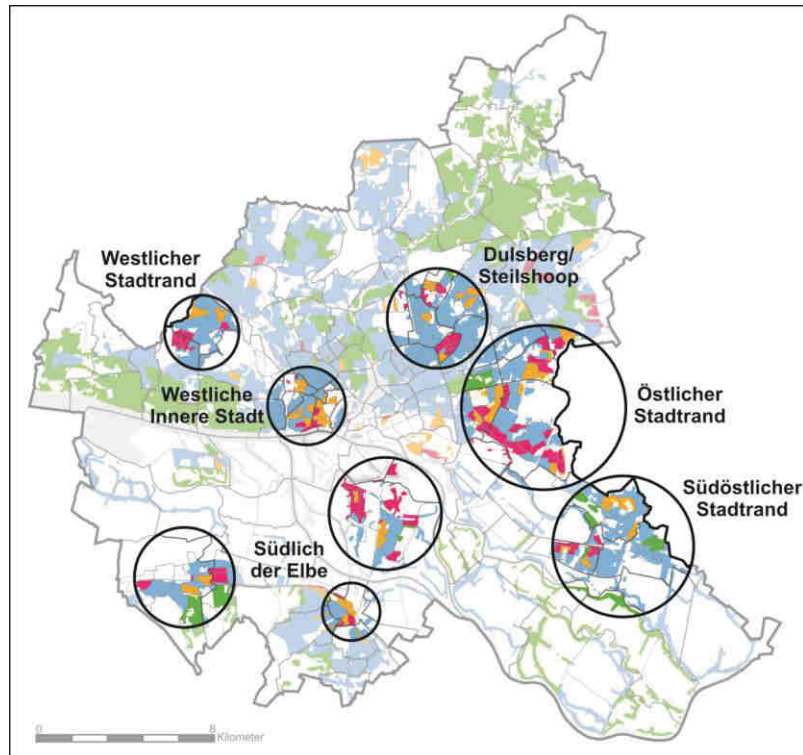 Westlicher
Stadtrand
Dulsberg/
Steilshoop
Westliche
Innere Stadt
Östlicher
Stadtrand
Südöstlicher
Stadtrand
Südlich
der Elbe
0 8
Kilometer